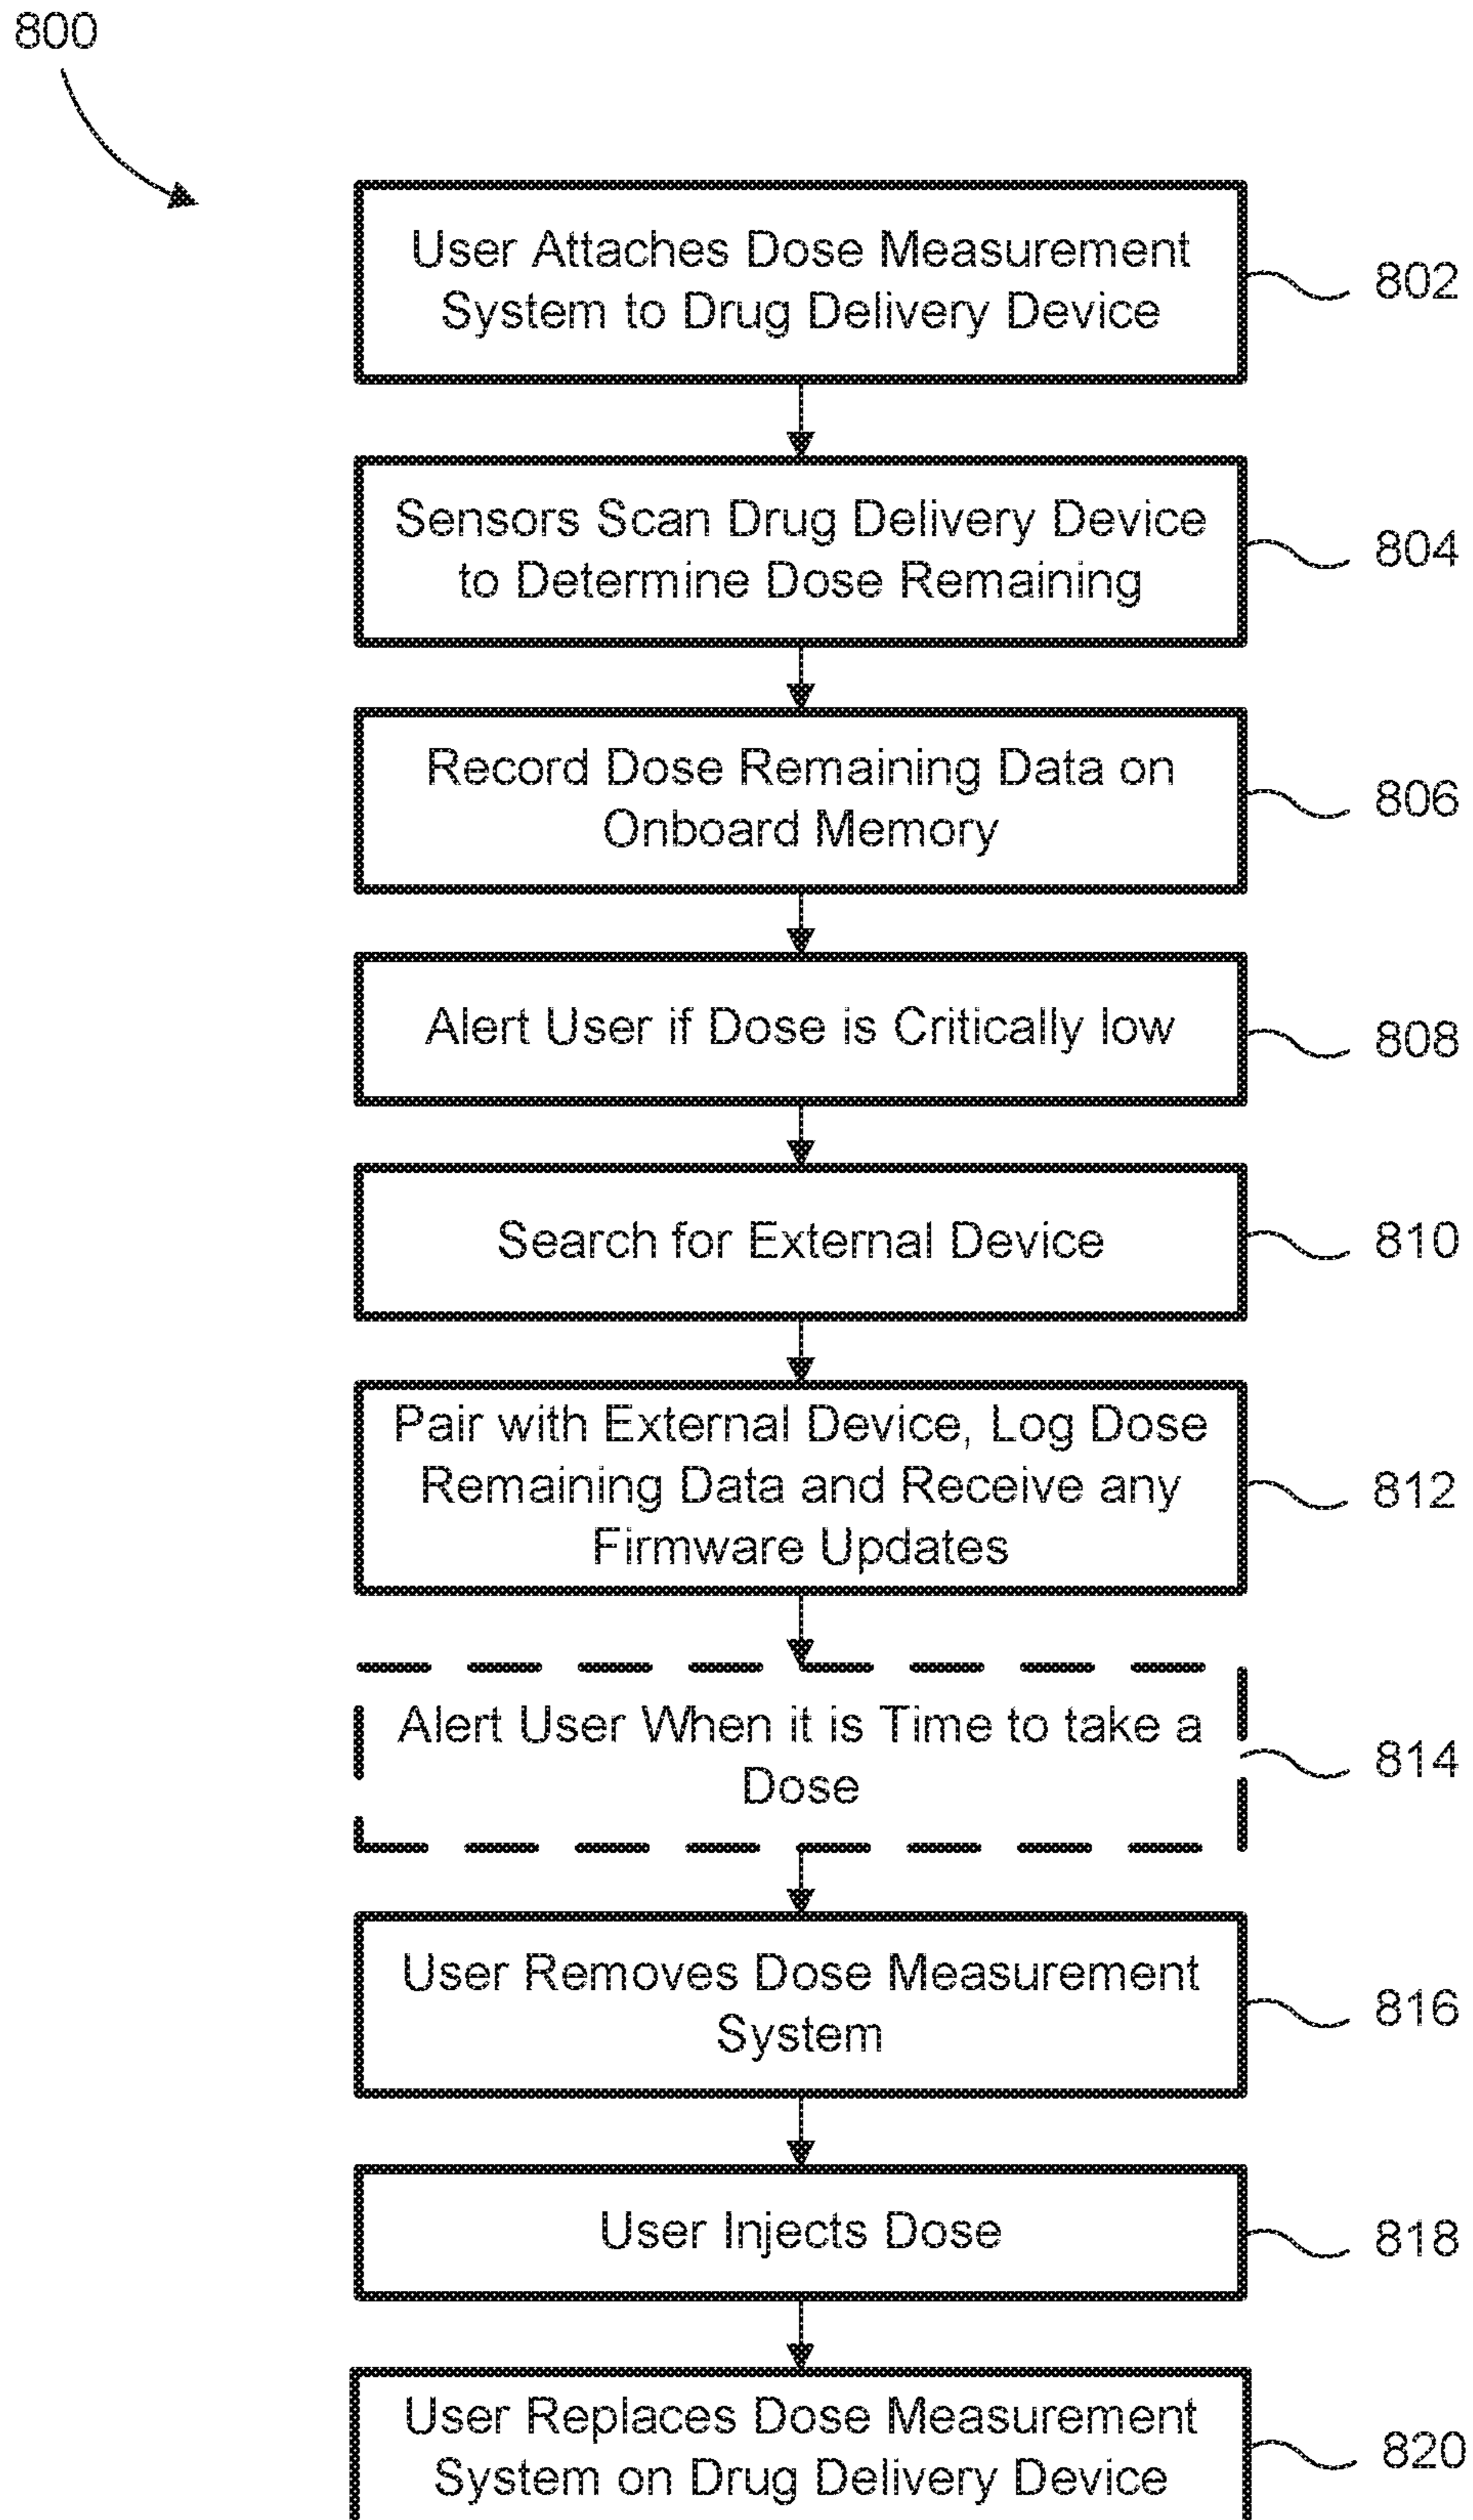 800
User Attaches Dose Measurement
System to Drug Delivery Device
802
Sensors Scan Drug Delivery Device
to Determine Dose Remaining
804
Record Dose Remaining Data on
Onboard Memory
806
Alert User if Dose is Critically low
808
Search for External Device
810
Pair with External Device, Log Dose
Remaining Data and Receive any
Firmware Updates
812
Alert User When it is Time to take a
Dose
814
User Removes Dose Measurement
System
816
User Injects Dose
818
User Replaces Dose Measurement
System on Drug Delivery Device
820